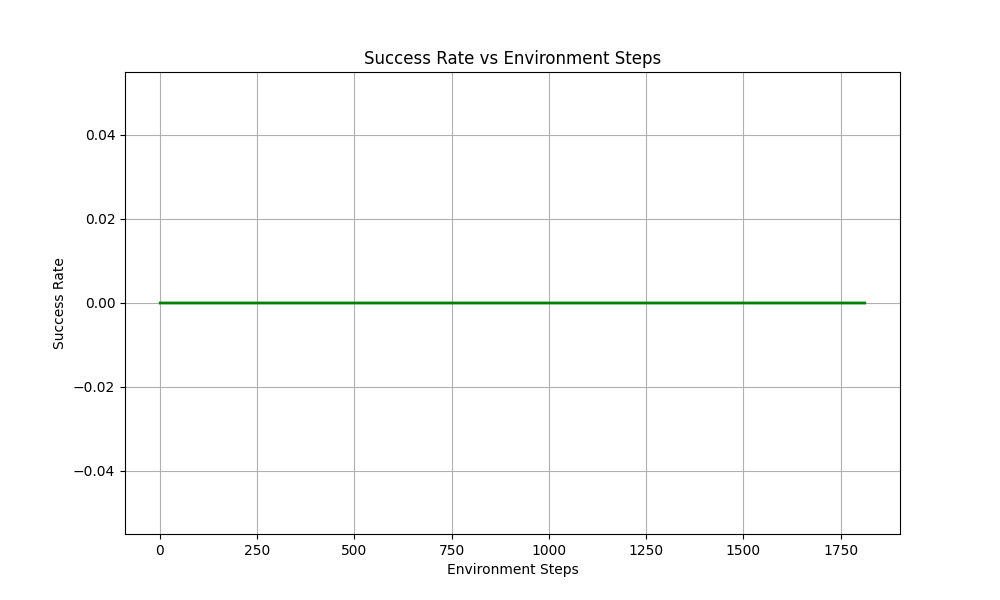 Success Rate vs Environment Steps
0.04
0.02
0.00
−0.02
−0.04
Success Rate
0 250 500 750 1000 1250 1500 1750
Environment Steps